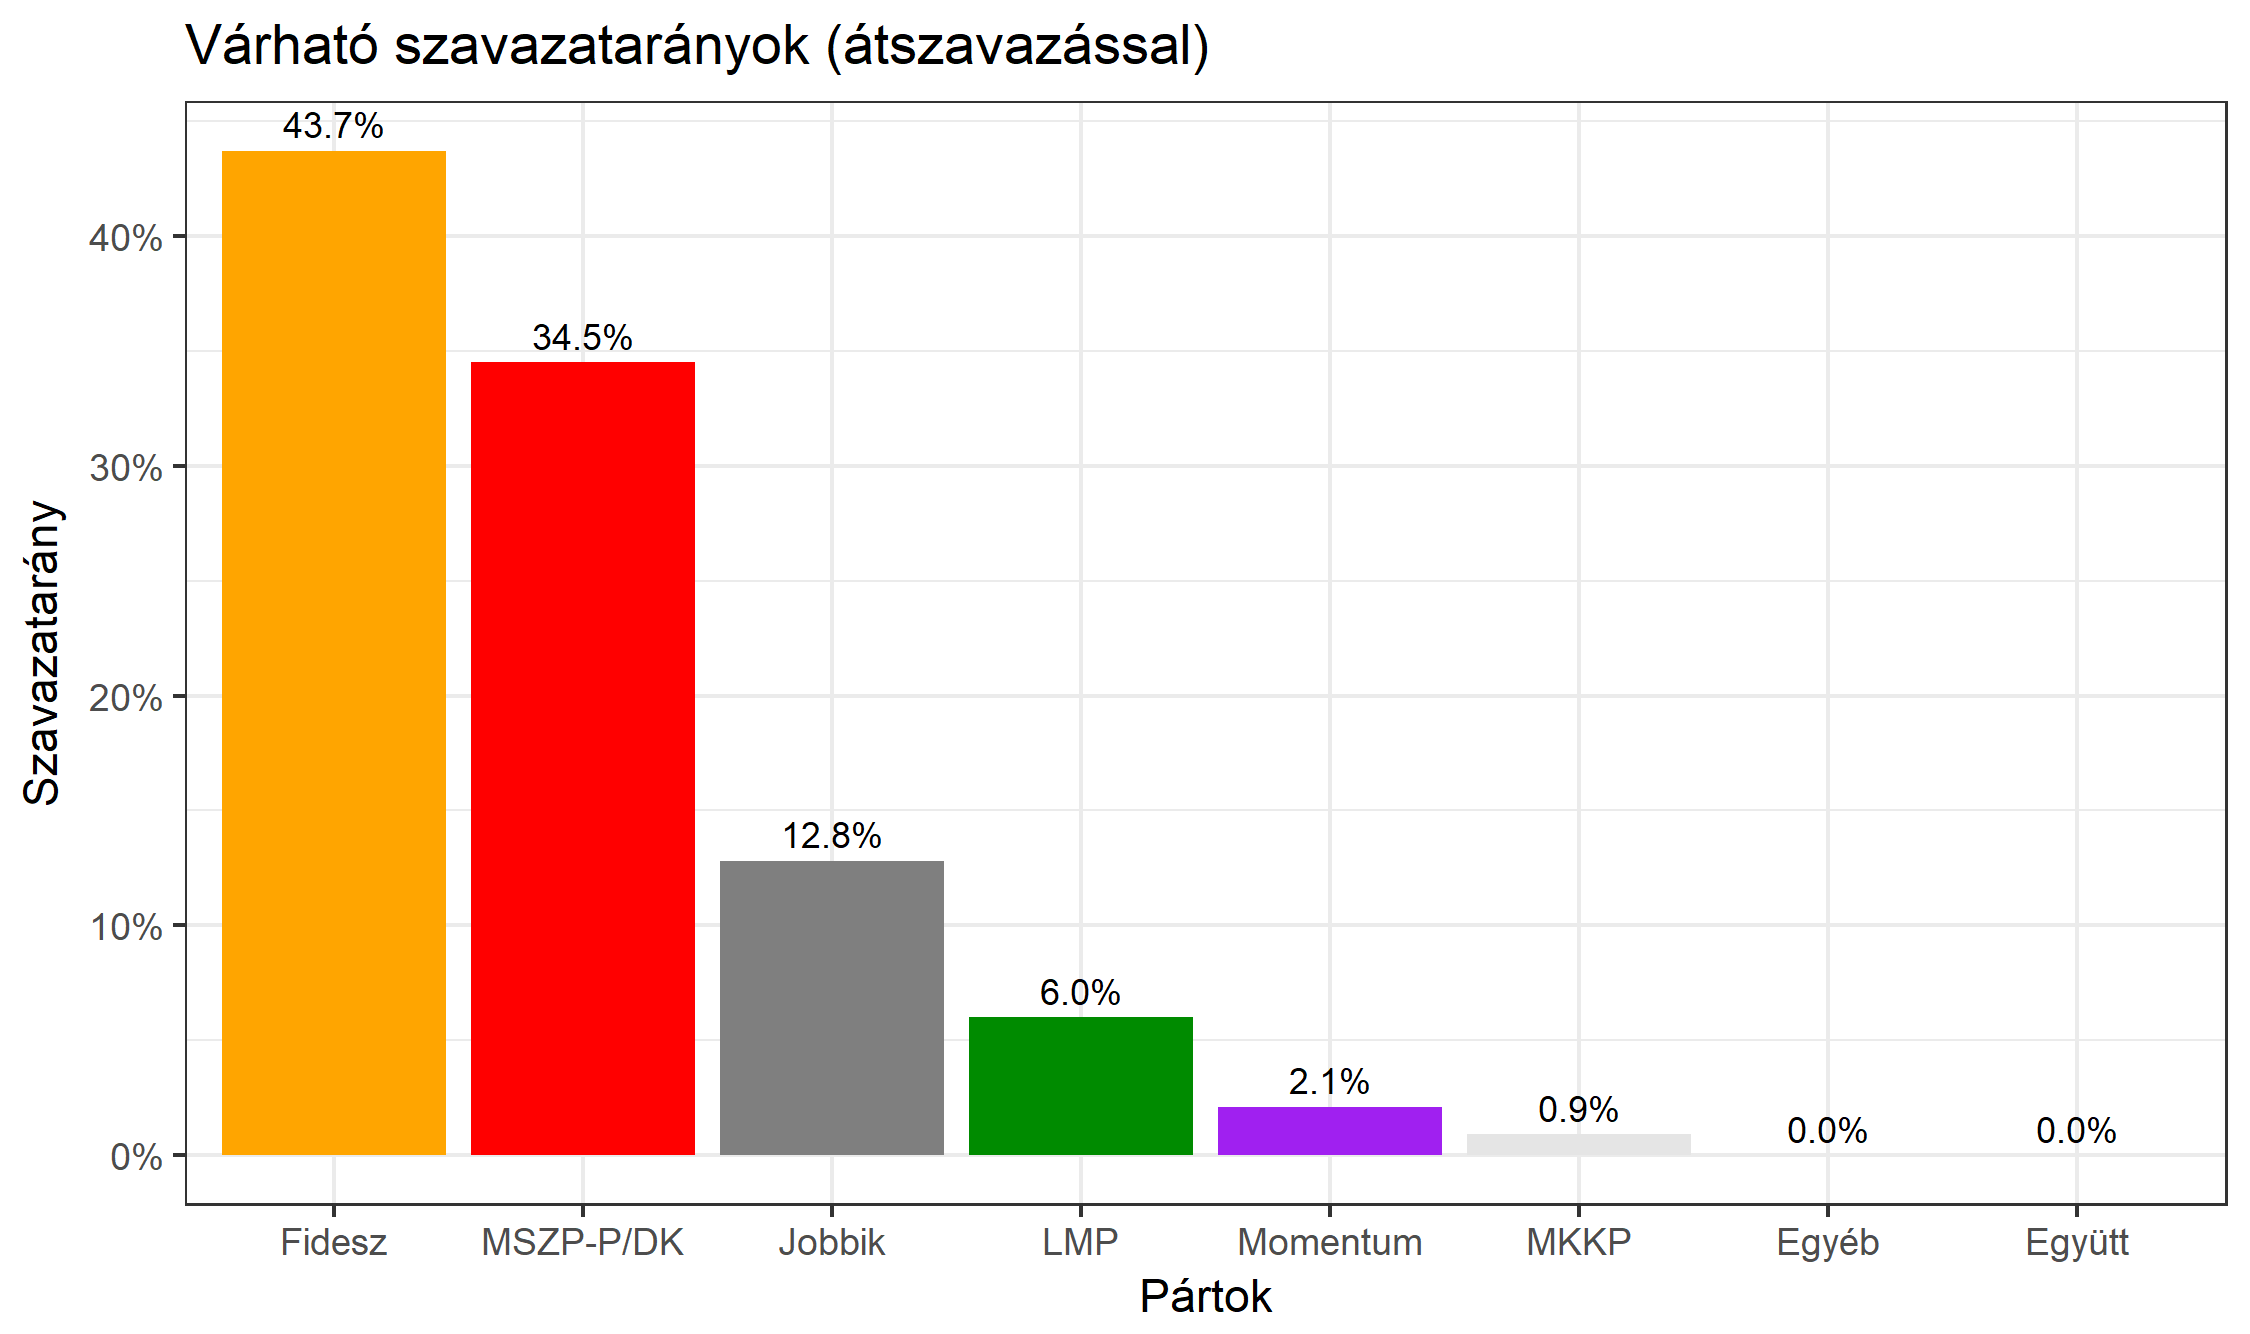 Várható szavazatarányok (átszavazással)
43.7%
34.5%
12.8%
6.0%
2.1%
0.9%
0.0%
0.0%
40%
30%
20%
10%
0%
Szavazatarány
Fidesz
MSZP-P/DK
Jobbik
LMP
Momentum
MKKP
Egyéb
Együtt
Pártok